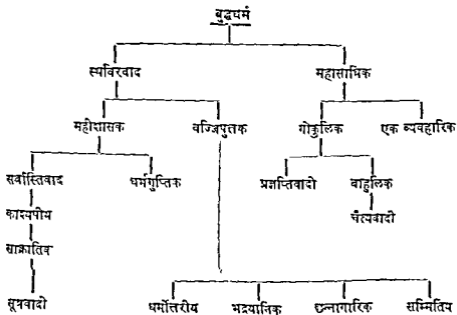 बुद्धधर्म
स्थविरवाद महासांघिक
महीशासक वज्जिपुत्तक गोकुलिक एक व्यवहारिक
सर्वास्तिवाद धर्मगुप्तिक प्रज्ञप्तिवादी बाहुलिक
काश्यपीय चैत्यवादी
साक्रातिव
सूत्रवादी धर्मोत्तरीय भद्रयानिक छन्नागारिक सम्मितिय